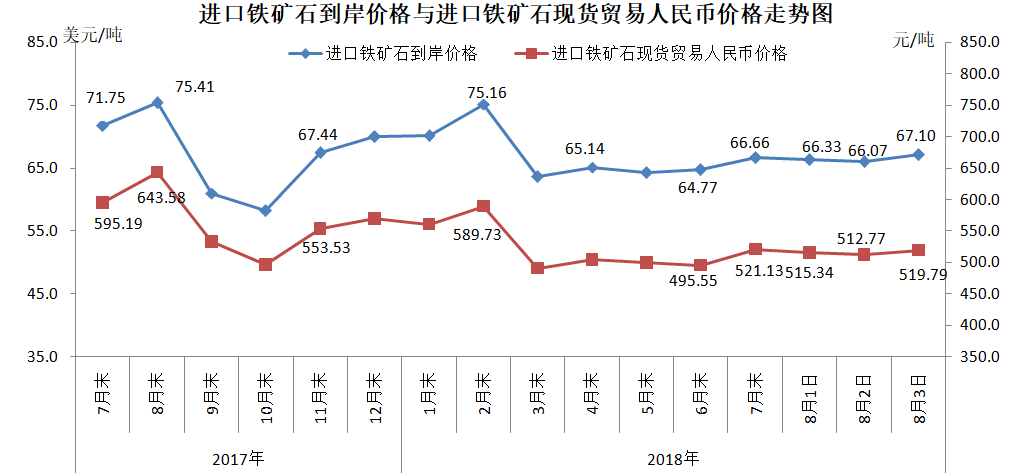 进口铁矿石到岸价格与进口铁矿石现货贸易人民币价格走势图
美元/吨
元/吨
进口铁矿石到岸价格
进口铁矿石现货贸易人民币价格
85.0
75.0
65.0
55.0
45.0
35.0
850.0
800.0
750.0
700.0
650.0
600.0
550.0
500.0
450.0
400.0
350.0
71.75
75.41
67.44
75.16
65.14
64.77
66.66
66.33
66.07
67.10
595.19
643.58
553.53
589.73
495.55
521.13
515.34
512.77
519.79
7月末
8月末
9月末
10月末
11月末
12月末
1月末
2月末
3月末
4月末
5月末
6月末
7月末
8月1日
8月2日
8月3日
2017年
2018年